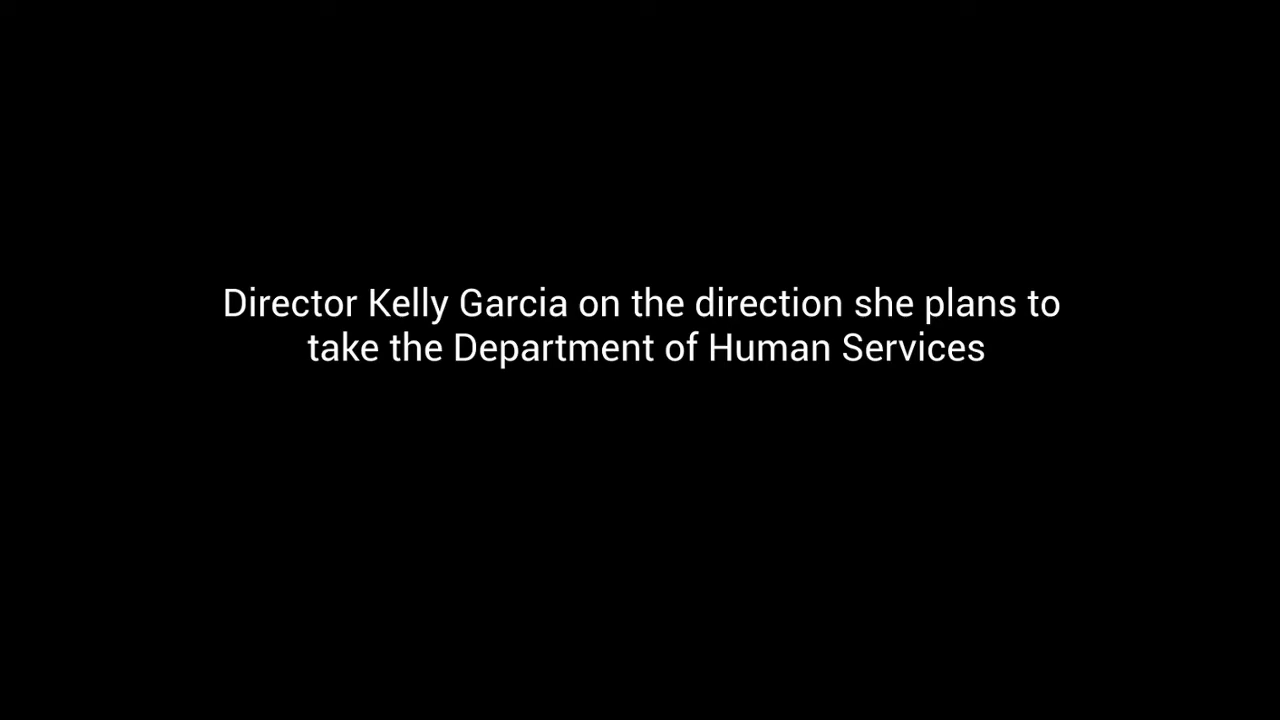 Director Kelly Garcia on the direction she plans to
take the Department of Human Services